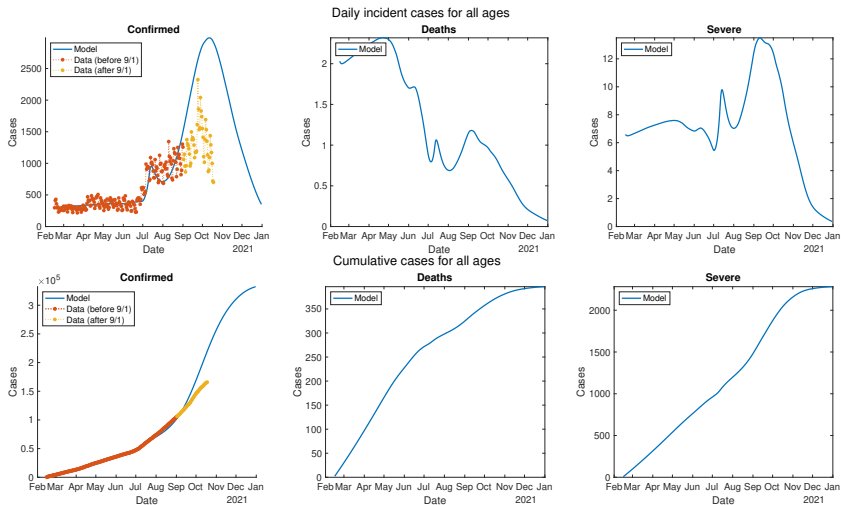 Daily incident cases for all ages
Confirmed
Model
Data (before 9/1)
Data (after 9/1)
Cases
0
500
1000
1500
2000
2500
Feb Mar Apr May Jun Jul Aug Sep Oct Nov Dec Jan
Date
2021
Deaths
Model
Cases
0
0.5
1
1.5
2
Feb Mar Apr May Jun Jul Aug Sep Oct Nov Dec Jan
Date
2021
Severe
Model
Cases
0
2
4
6
8
10
12
Feb Mar Apr May Jun Jul Aug Sep Oct Nov Dec Jan
Date
2021
Cumulative cases for all ages
×10⁵
Confirmed
Model
Data (before 9/1)
Data (after 9/1)
Cases
0
0.5
1
1.5
2
2.5
3
Feb Mar Apr May Jun Jul Aug Sep Oct Nov Dec Jan
Date
2021
Deaths
Model
Cases
0
50
100
150
200
250
300
350
Feb Mar Apr May Jun Jul Aug Sep Oct Nov Dec Jan
Date
2021
Severe
Model
Cases
0
500
1000
1500
2000
Feb Mar Apr May Jun Jul Aug Sep Oct Nov Dec Jan
Date
2021